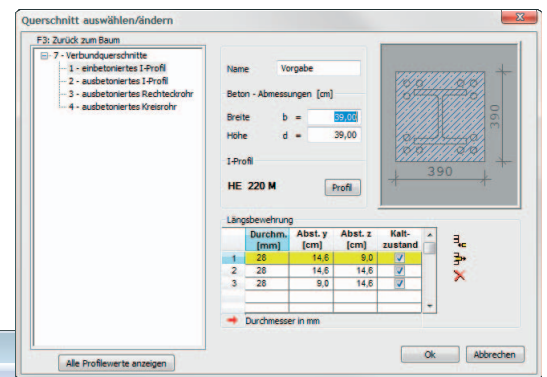 Querschnitt auswählen/ändern
F3: Zurück zum Baum
7 - Verbundquerschnitte
1 - einbetoniertes I-Profil
2 - ausbetoniertes I-Profil
3 - ausbetoniertes Rechteckrohr
4 - ausbetoniertes Kreisrohr
Alle Profilewerte anzeigen
Name Vorgabe
Beton - Abmessungen [cm]
Breite b = 39,00
Höhe d = 39,00
I-Profil
HE 220 M Profil
390
390
Längsbewehrung
Durchm. [mm] Abst. y [cm] Abst. z [cm] Kalt-zustand
1 28 14,6 9,0
2 28 14,6 14,6
3 28 9,0 14,6
Durchmesser in mm
Ok Abbrechen